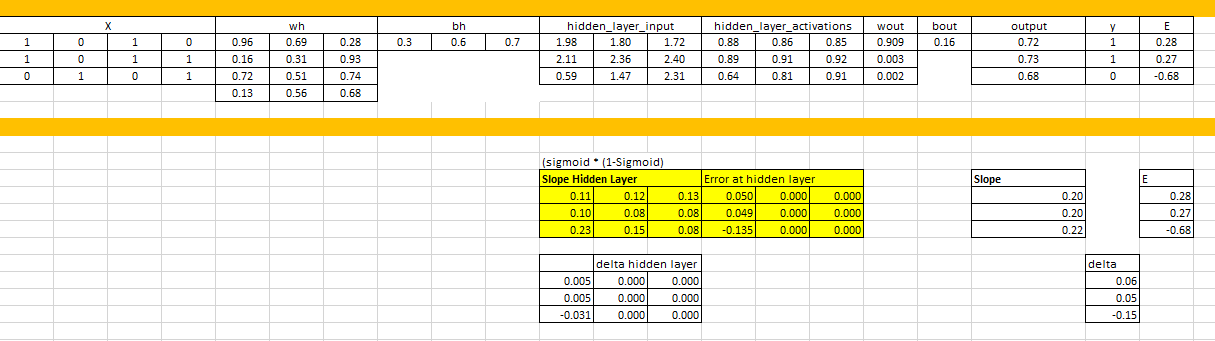 X wh bh hidden_layer_input hidden_layer_activations wout bout output y E
1 0 1 0 0.96 0.69 0.28 0.3 0.6 0.7 1.98 1.80 1.72 0.88 0.86 0.85 0.909 0.16 0.72 1 0.28
1 0 1 1 0.16 0.31 0.93 2.11 2.36 2.40 0.89 0.91 0.92 0.003 0.73 1 0.27
0 1 0 1 0.72 0.51 0.74 0.59 1.47 2.31 0.64 0.81 0.91 0.002 0.68 0 -0.68
0.13 0.56 0.68
(sigmoid * (1-Sigmoid)
Slope Hidden Layer Error at hidden layer Slope E
0.11 0.12 0.13 0.050 0.000 0.000 0.20 0.28
0.10 0.08 0.08 0.049 0.000 0.000 0.20 0.27
0.23 0.15 0.08 -0.135 0.000 0.000 0.22 -0.68
delta hidden layer delta
0.005 0.000 0.000 0.06
0.005 0.000 0.000 0.05
-0.031 0.000 0.000 -0.15